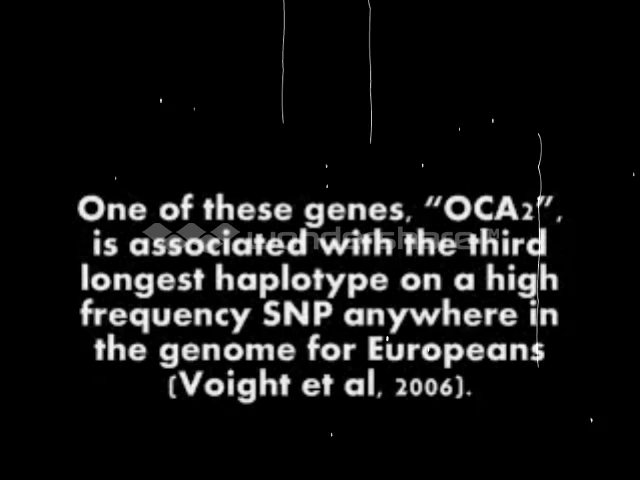 One of these genes, “OCA2”,
is associated with the third
longest haplotype on a high
frequency SNP anywhere in
the genome for Europeans
(Voight et al, 2006).
wondershare™